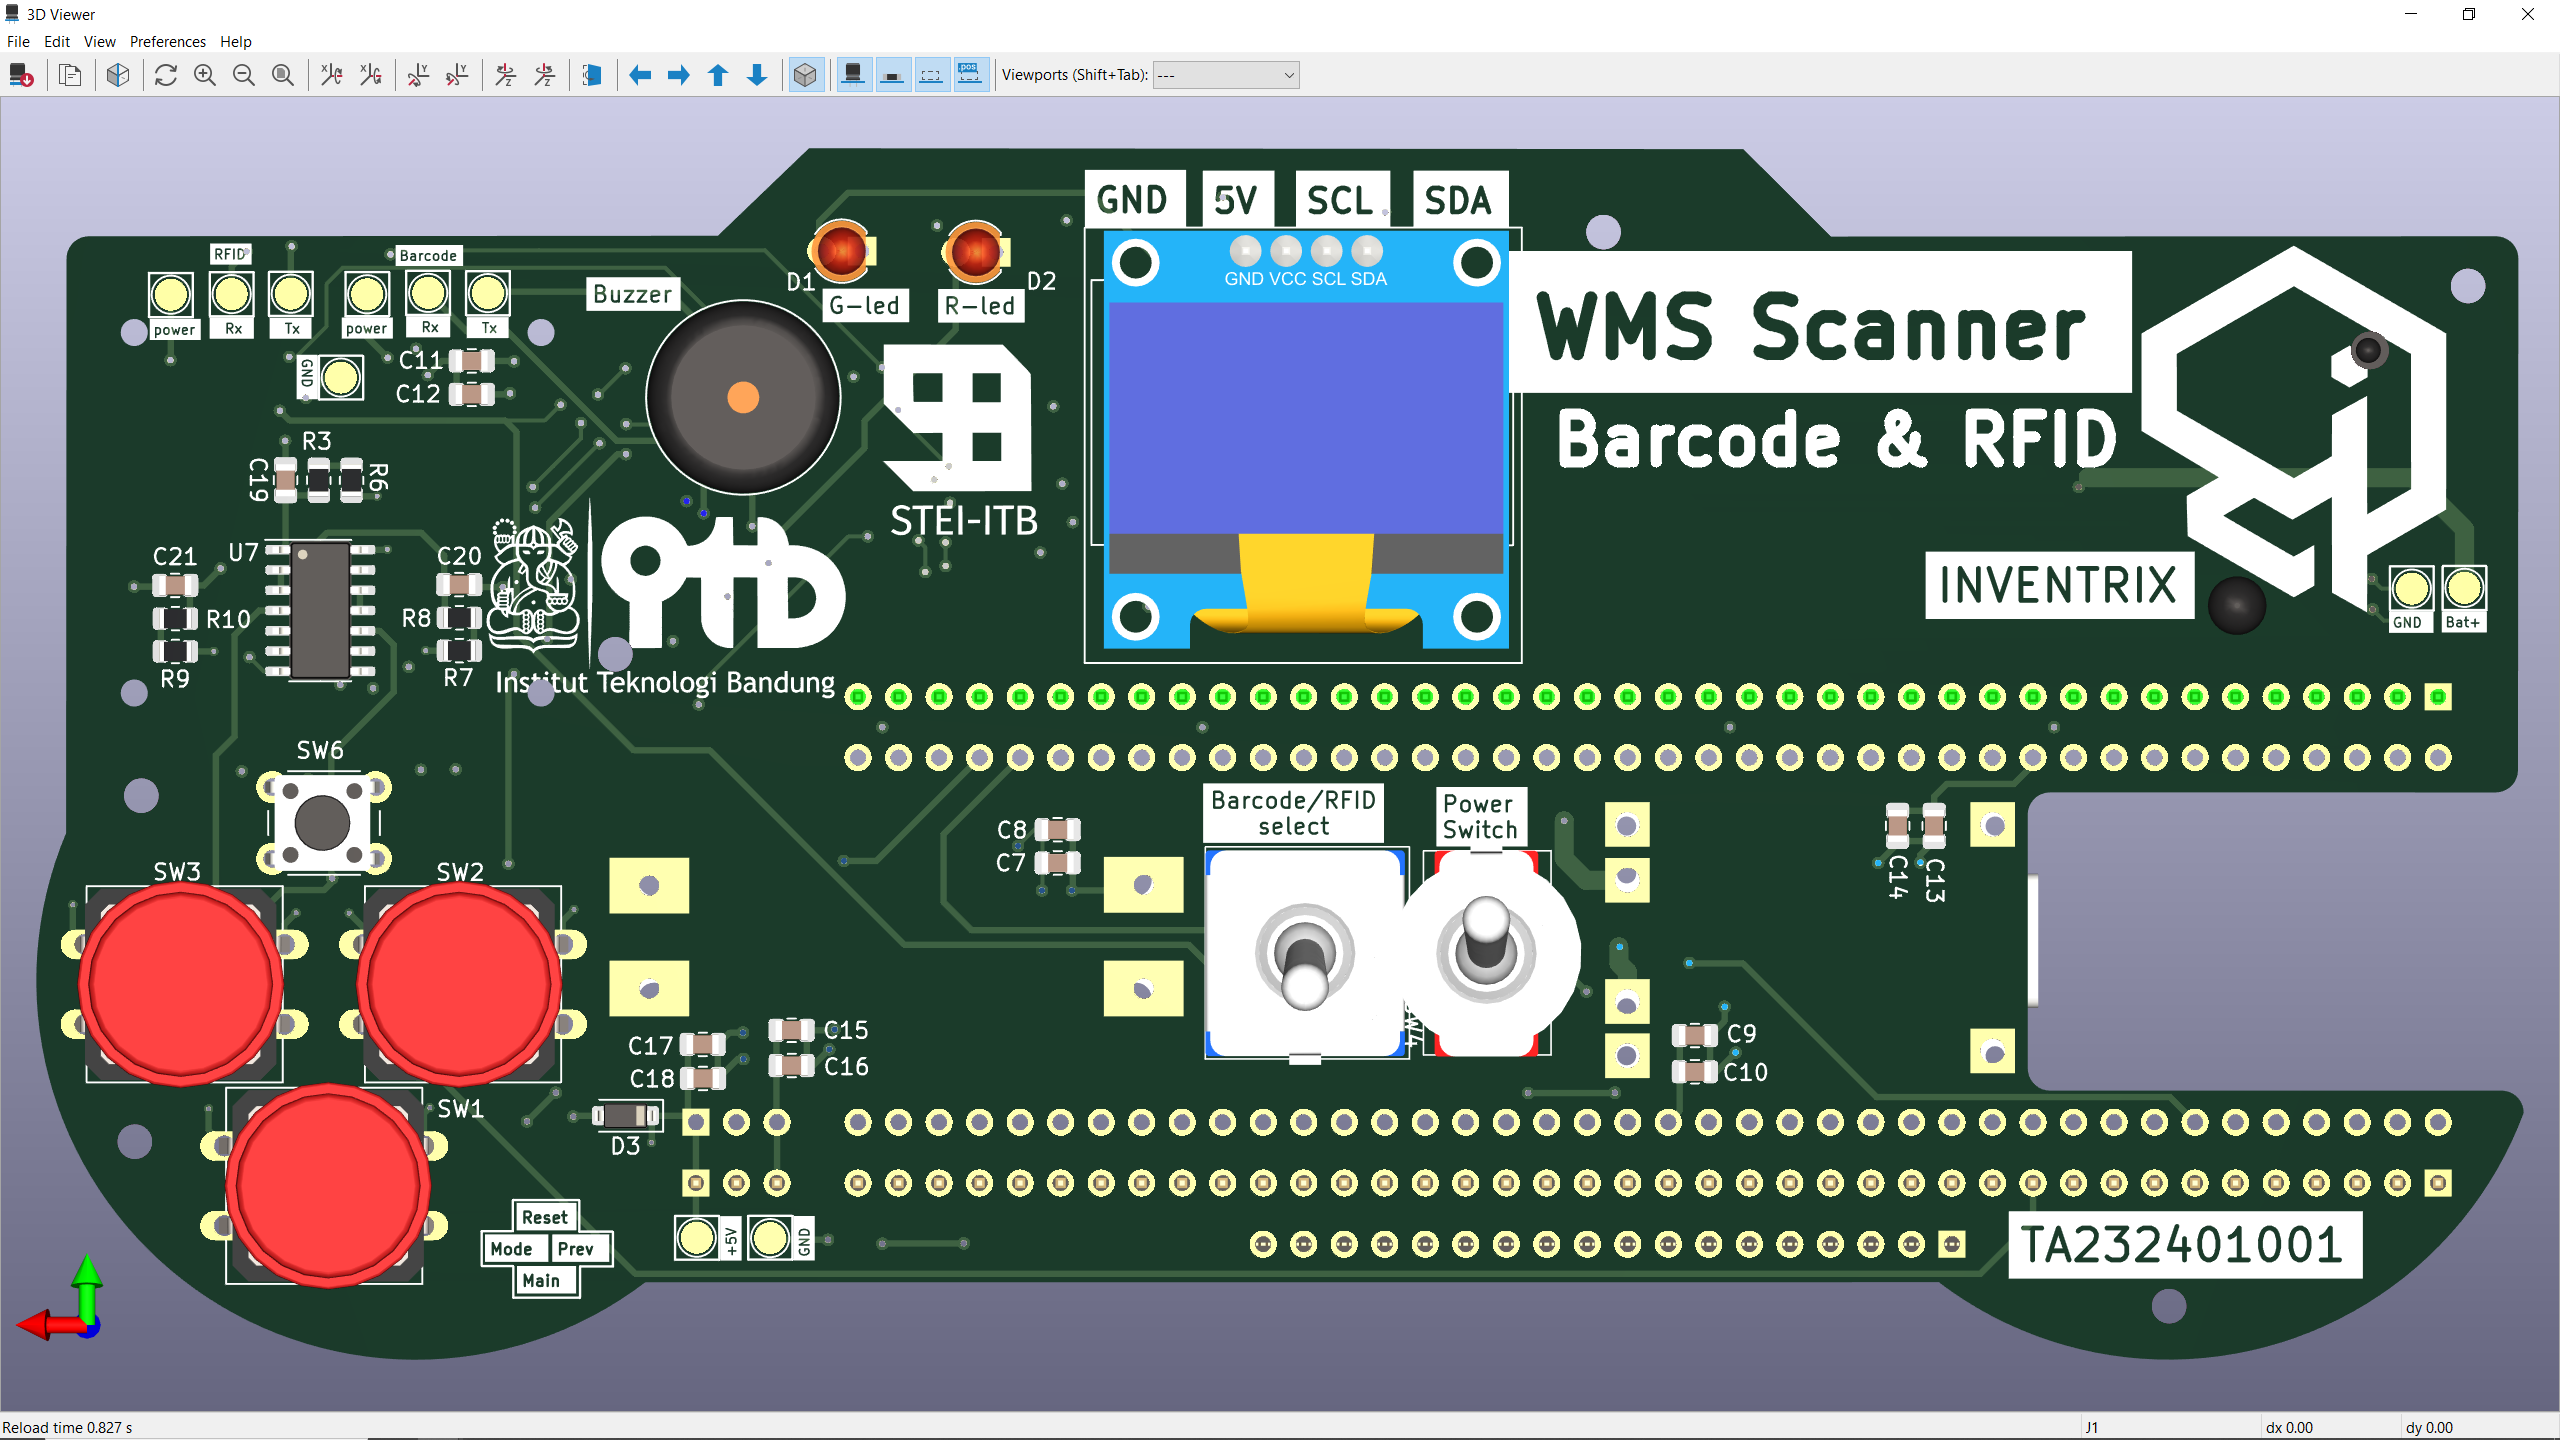 3D Viewer
File Edit View Preferences Help
Viewports (Shift+Tab): ---
GND 5V SCL SDA
GND VCC SCL SDA
RFID
Barcode
power Rx Tx power Rx Tx
GND
C11
C12
Buzzer
D1
G-led
R-led
D2
WMS Scanner
Barcode & RFID
STEI-ITB
R3
C19
R6
C21
U7
C20
R10
R8
R9
R7
itb
Institut Teknologi Bandung
INVENTRIX
GND
Bat+
SW6
SW3
SW2
SW1
C8
C7
Barcode/RFID
select
Power
Switch
C14
C13
C17
C18
C15
C16
C9
C10
D3
Reset
Mode Prev
Main
+5V
GND
TA232401001
Reload time 0.827 s
J1
dx 0.00
dy 0.00